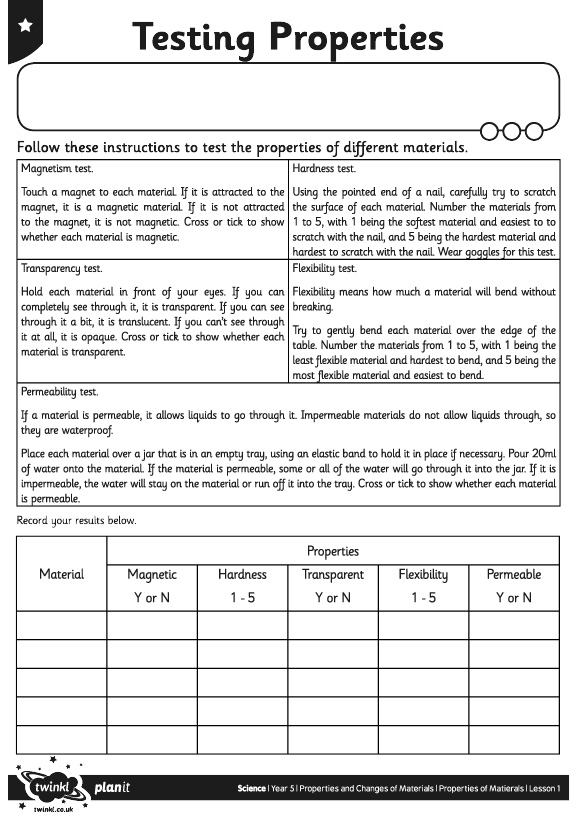 Testing Properties
Follow these instructions to test the properties of different materials.
Magnetism test.
Touch a magnet to each material. If it is attracted to the
magnet, it is a magnetic material. If it is not attracted
to the magnet, it is not magnetic. Cross or tick to show
whether each material is magnetic.
Hardness test.
Using the pointed end of a nail, carefully try to scratch
the surface of each material. Number the materials from
1 to 5, with 1 being the softest material and easiest to to
scratch with the nail, and 5 being the hardest material and
hardest to scratch with the nail. Wear goggles for this test.
Transparency test.
Hold each material in front of your eyes. If you can
completely see through it, it is transparent. If you can see
through it a bit, it is translucent. If you can't see through
it at all, it is opaque. Cross or tick to show whether each
material is transparent.
Flexibility test.
Flexibility means how much a material will bend without
breaking.
Try to gently bend each material over the edge of the
table. Number the materials from 1 to 5, with 1 being the
least flexible material and hardest to bend, and 5 being the
most flexible material and easiest to bend.
Permeability test.
If a material is permeable, it allows liquids to go through it. Impermeable materials do not allow liquids through, so
they are waterproof.
Place each material over a jar that is in an empty tray, using an elastic band to hold it in place if necessary. Pour 20ml
of water onto the material. If the material is permeable, some or all of the water will go through it into the jar. If it is
impermeable, the water will stay on the material or run off it into the tray. Cross or tick to show whether each material
is permeable.
Record your results below.
Properties
Material
Magnetic
Y or N
Hardness
1 - 5
Transparent
Y or N
Flexibility
1 - 5
Permeable
Y or N
twinkl planit
twinkl.co.uk
Science | Year 5 | Properties and Changes of Materials | Properties of Matierals | Lesson 1